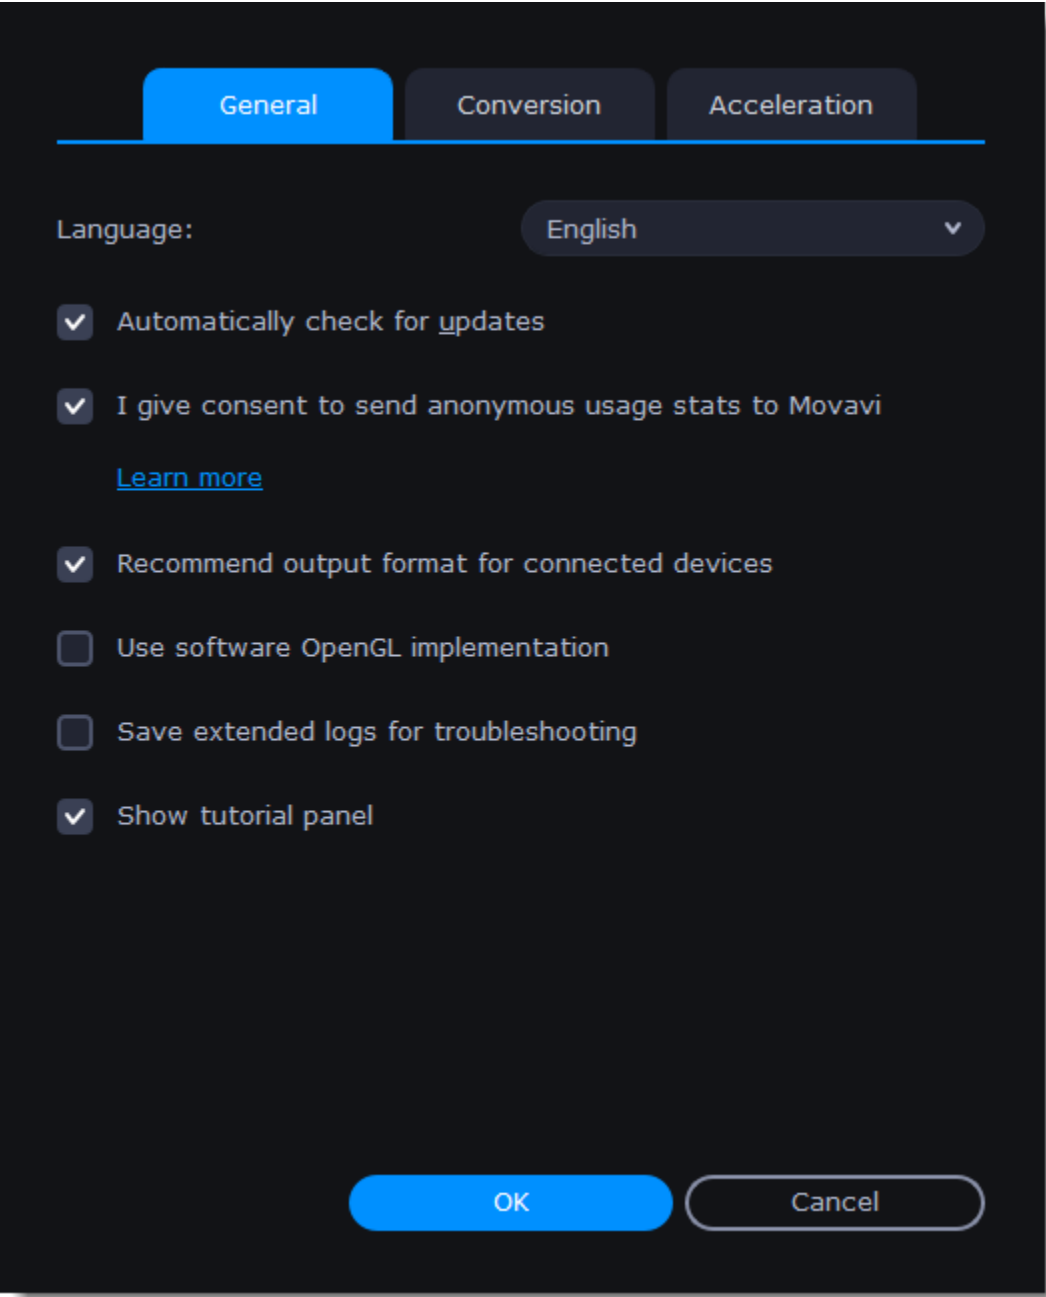 General Conversion Acceleration
Language: English
Automatically check for updates
I give consent to send anonymous usage stats to Movavi
Learn more
Recommend output format for connected devices
Use software OpenGL implementation
Save extended logs for troubleshooting
Show tutorial panel
OK Cancel